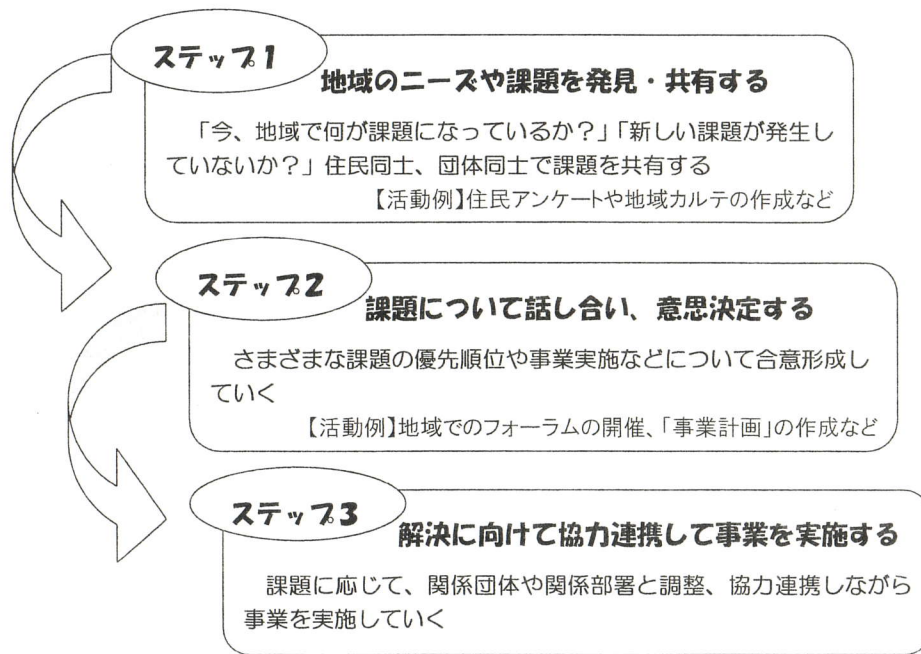 ステップ1
地域のニーズや課題を発見・共有する
「今、地域で何が課題になっているか？」「新しい課題が発生し
ていないか？」住民同士、団体同士で課題を共有する
【活動例】住民アンケートや地域カルテの作成など
ステップ2
課題について話し合い、意思決定する
さまざまな課題の優先順位や事業実施などについて合意形成し
ていく
【活動例】地域でのフォーラムの開催、「事業計画」の作成など
ステップ3
解決に向けて協力連携して事業を実施する
課題に応じて、関係団体や関係部署と調整、協力連携しながら
事業を実施していく